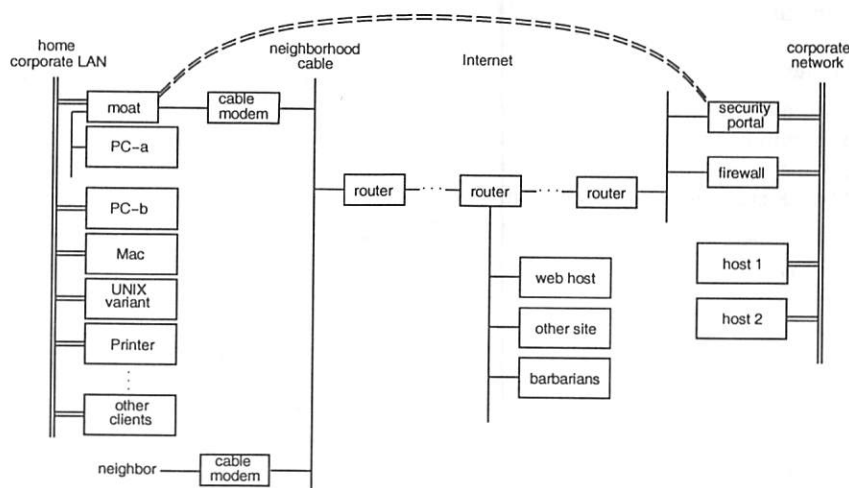 home
corporate LAN
neighborhood
cable
Internet
corporate
network
moat
cable
modem
security
portal
PC-a
firewall
router
router
router
PC-b
Mac
host 1
web host
UNIX
variant
host 2
other site
Printer
barbarians
other
clients
neighbor
cable
modem